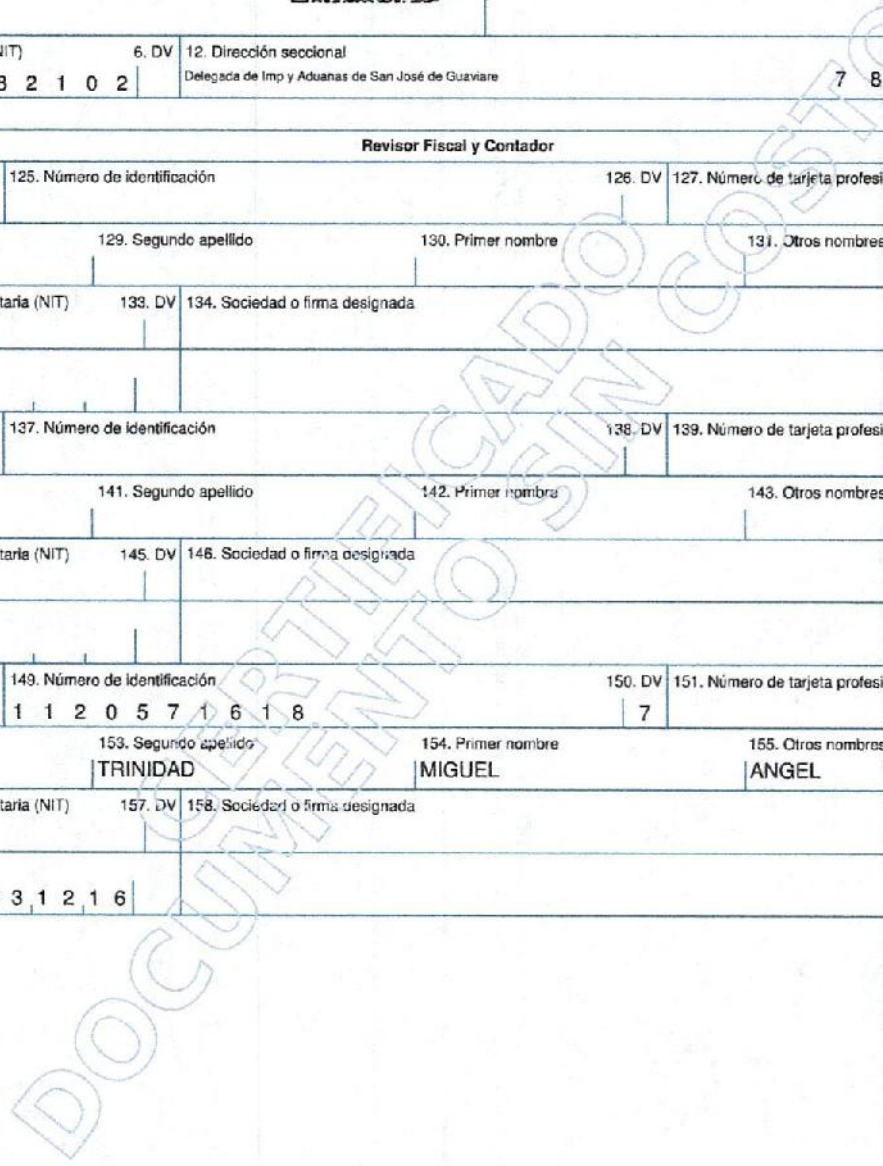 6. DV 12. Dirección seccional
2 1 0 2 Delegada de Imp y Aduanas de San José de Guaviare 7 8
Revisor Fiscal y Contador
125. Número de identificación 126. DV 127. Número de tarjeta profesi
129. Segundo apellido 130. Primer nombre 131. Otros nombres
taria (NIT) 133. DV 134. Sociedad o firma designada
137. Número de identificación 138. DV 139. Número de tarjeta profesi
141. Segundo apellido 142. Primer nombre 143. Otros nombres
taria (NIT) 145. DV 146. Sociedad o firma designada
149. Número de identificación 150. DV 151. Número de tarjeta profesi
1 1 2 0 5 7 1 6 1 8 7
153. Segundo apellido 154. Primer nombre 155. Otros nombres
TRINIDAD MIGUEL ANGEL
taria (NIT) 157. DV 158. Sociedad o firma designada
3 1 2 1 6
CERTIFICADO
DOCUMENTO SIN COSTO